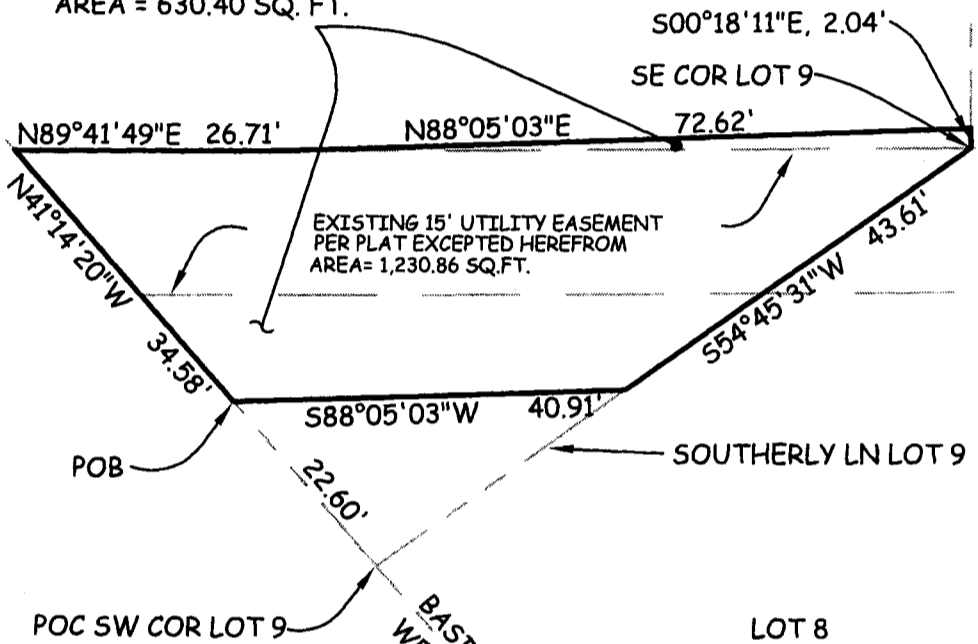 AREA = 630.40 SQ. FT.
S00°18'11"E, 2.04'
SE COR LOT 9
N89°41'49"E 26.71'
N88°05'03"E 72.62'
N41°14'20"W
34.58'
EXISTING 15' UTILITY EASEMENT
PER PLAT EXCEPTED HEREFROM
AREA= 1,230.86 SQ.FT.
43.61'
S54°45'31"W
S88°05'03"W 40.91'
POB
SOUTHERLY LN LOT 9
22.60'
POC SW COR LOT 9
LOT 8